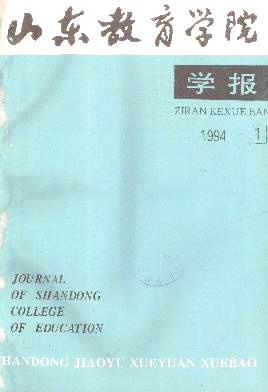 山东教育学院
学报
ZIRAN KEXUE BAN
1994 1
JOURNAL
OF SHANDONG
COLLEGE
OF EDUCATION
HANDONG JIAOYU XUEYUAN XUEBAO